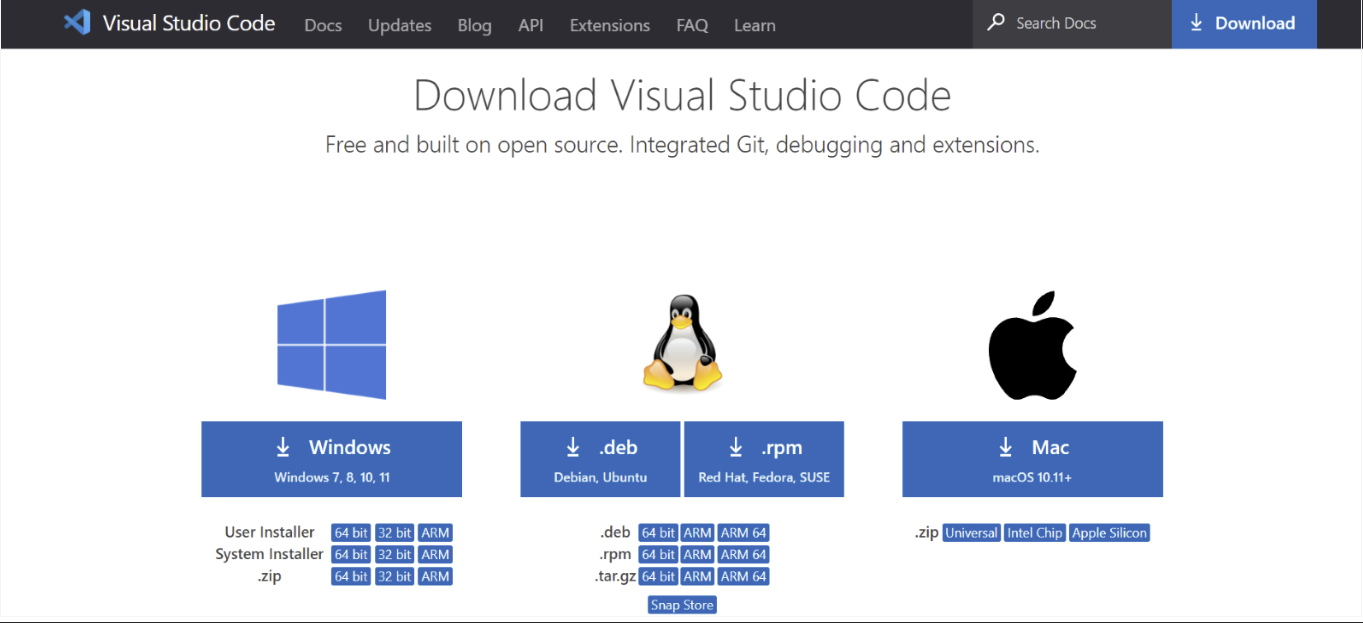 Visual Studio Code Docs Updates Blog API Extensions FAQ Learn Search Docs Download
Download Visual Studio Code
Free and built on open source. Integrated Git, debugging and extensions.
Windows
Windows 7, 8, 10, 11
User Installer 64 bit 32 bit ARM
System Installer 64 bit 32 bit ARM
.zip 64 bit 32 bit ARM
.deb
Debian, Ubuntu
.rpm
Red Hat, Fedora, SUSE
.deb 64 bit ARM ARM 64
.rpm 64 bit ARM ARM 64
.tar.gz 64 bit ARM ARM 64
Snap Store
Mac
macOS 10.11+
.zip Universal Intel Chip Apple Silicon